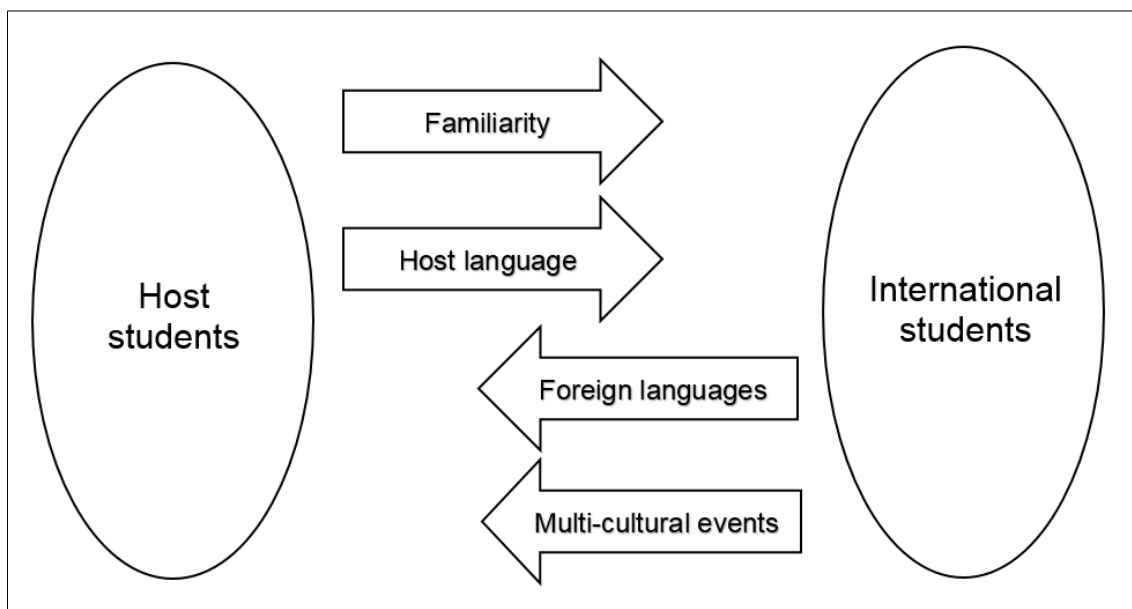 Familiarity
Host language
Host
students
International
students
Foreign languages
Multi-cultural events